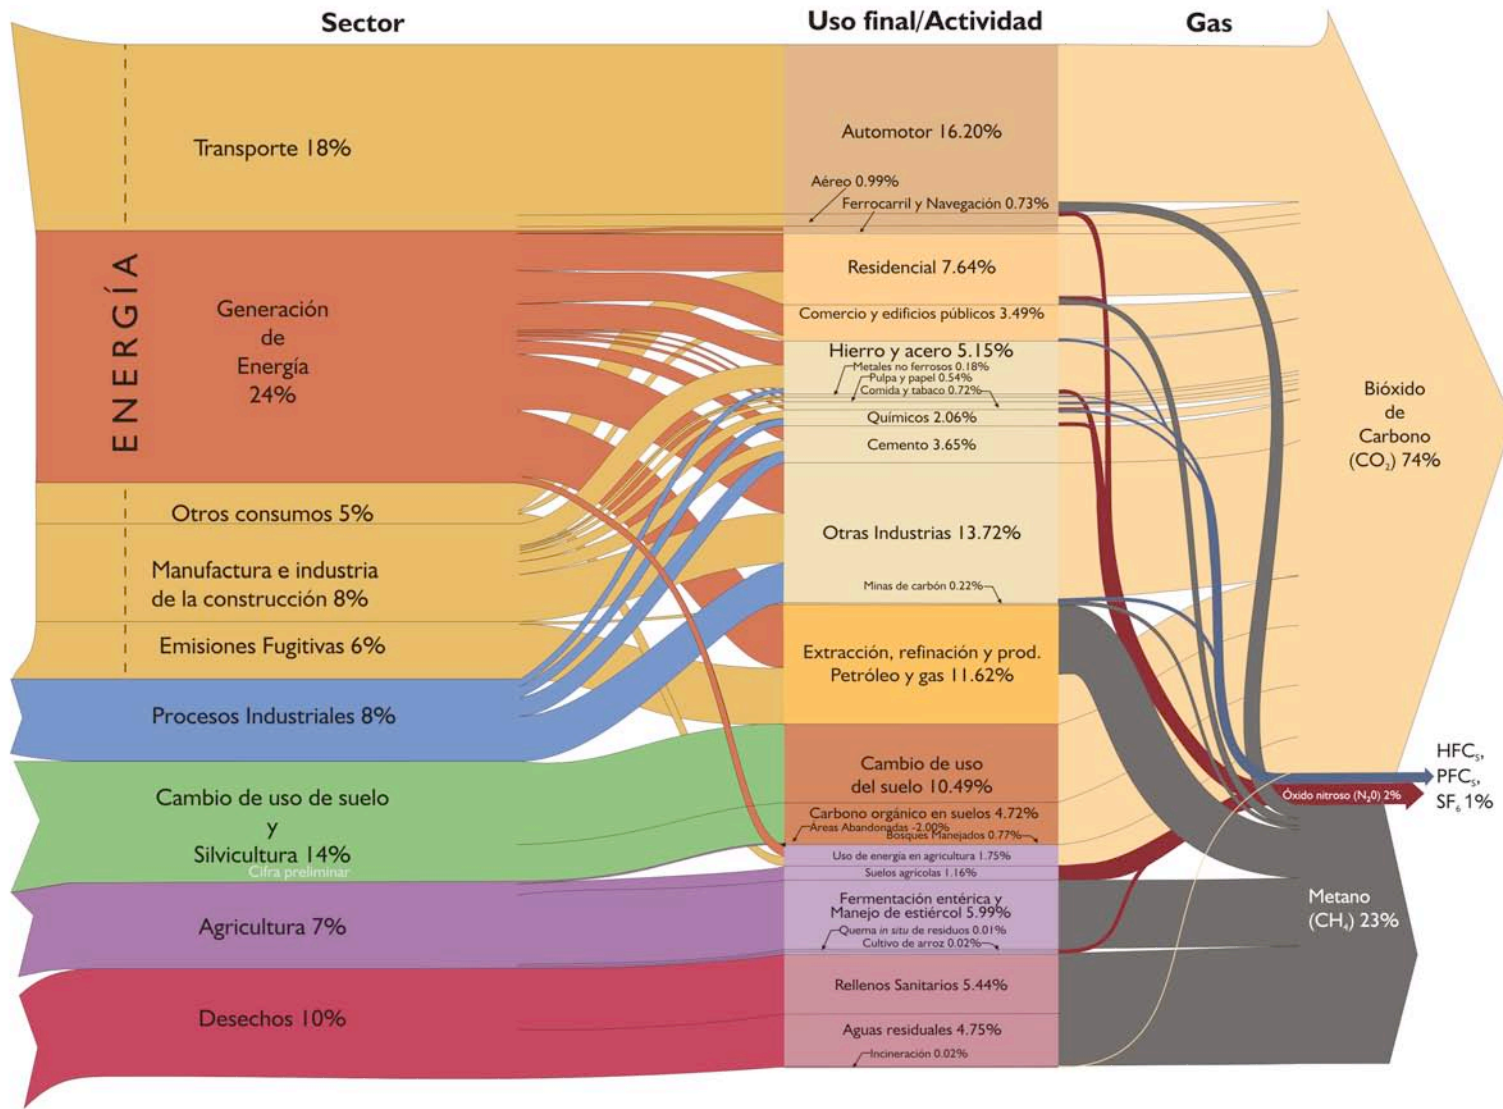 Sector
Uso final/Actividad
Gas
ENERGÍA
Transporte 18%
Generación
de
Energía
24%
Otros consumos 5%
Manufactura e industria
de la construcción 8%
Emisiones Fugitivas 6%
Procesos Industriales 8%
Cambio de uso de suelo
y
Silvicultura 14%
Cifra preliminar
Agricultura 7%
Desechos 10%
Automotor 16.20%
Aéreo 0.99%
Ferrocarril y Navegación 0.73%
Residencial 7.64%
Comercio y edificios públicos 3.49%
Hierro y acero 5.15%
Metales no ferrosos 0.18%
Pulpa y papel 0.54%
Comida y tabaco 0.72%
Químicos 2.06%
Cemento 3.65%
Otras Industrias 13.72%
Minas de carbón 0.22%
Extracción, refinación y prod.
Petróleo y gas 11.62%
Cambio de uso
del suelo 10.49%
Carbono orgánico en suelos 4.72%
Áreas Abandonadas -2.00%
Bosques Manejados 0.77%
Uso de energía en agricultura 1.75%
Suelos agrícolas 1.16%
Fermentación entérica y
Manejo de estiércol 5.99%
Quema in situ de residuos 0.01%
Cultivo de arroz 0.02%
Rellenos Sanitarios 5.44%
Aguas residuales 4.75%
Incineración 0.02%
Bióxido
de
Carbono
(CO₂) 74%
HFCs,
PFCs,
SF₆ 1%
Óxido nitroso (N₂0) 2%
Metano
(CH₄) 23%